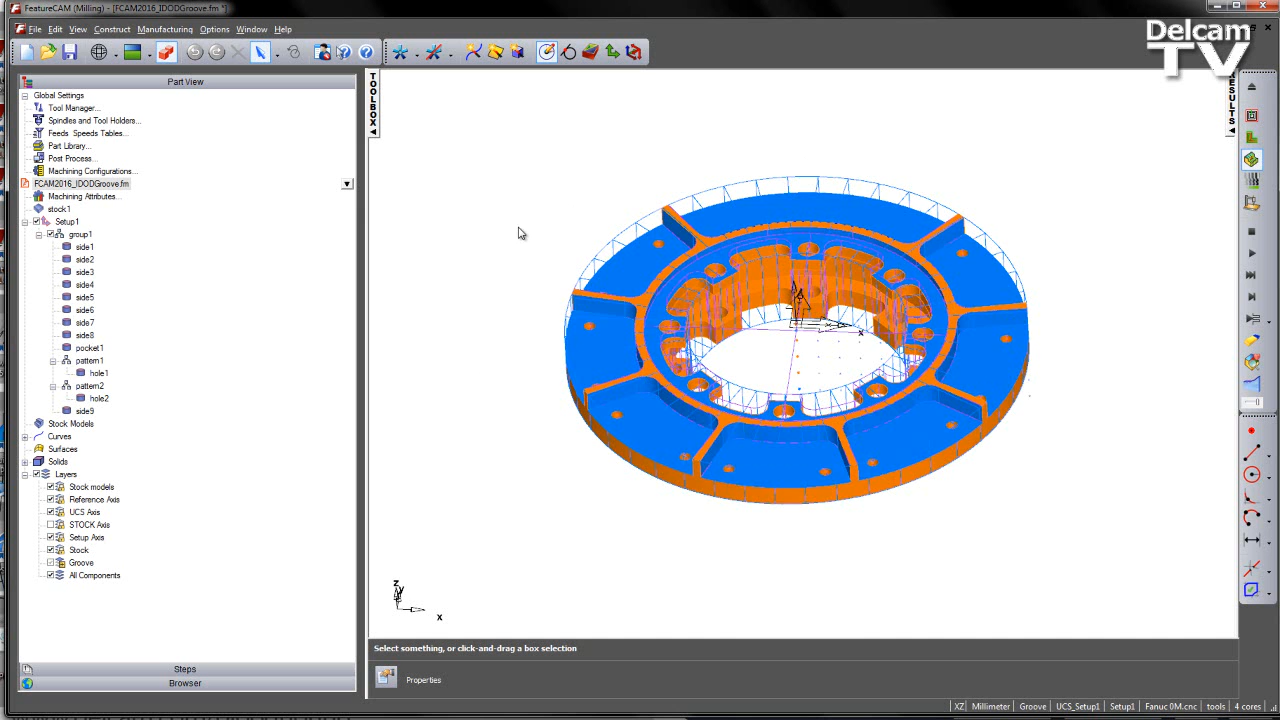 FeatureCAM (Milling) - [FCAM2016_IDODGroove.fm *]
File Edit View Construct Manufacturing Options Window Help
Delcam
TV
Part View
Global Settings
Tool Manager...
Spindles and Tool Holders...
Feeds Speeds Tables...
Part Library...
Post Process...
Machining Configurations...
FCAM2016_IDODGroove.fm
Machining Attributes...
stock1
Setup1
group1
side1
side2
side3
side4
side5
side6
side7
side8
pocket1
pattern1
hole1
pattern2
hole2
side9
Stock Models
Curves
Surfaces
Solids
Layers
Stock models
Reference Axis
UCS Axis
STOCK Axis
Setup Axis
Stock
Groove
All Components
Steps
Browser
TOOLBOX
RESULTS
x
z
y
x
Select something, or click-and-drag a box selection
Properties
XZ Millimeter Groove UCS_Setup1 Setup1 Fanuc 0M.cnc tools 4 cores